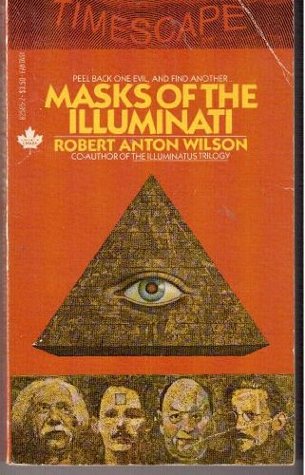 TIMESCAPE
PEEL BACK ONE EVIL, AND FIND ANOTHER...
MASKS OF THE
ILLUMINATI
ROBERT ANTON WILSON
CO-AUTHOR OF THE ILLUMINATUS TRILOGY